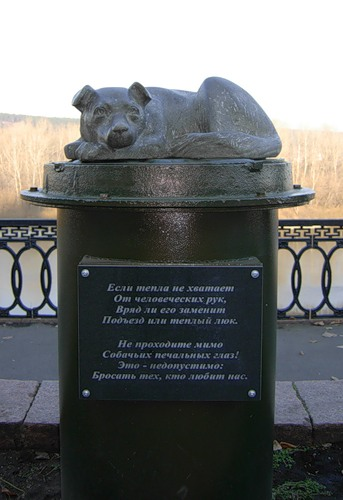 Если тепла не хватает
От человеческих рук,
Вряд ли его заменит
Подъезд или теплый люк.
Не проходите мимо
Собачьих печальных глаз!
Это - недопустимо:
Бросать тех, кто любит нас.